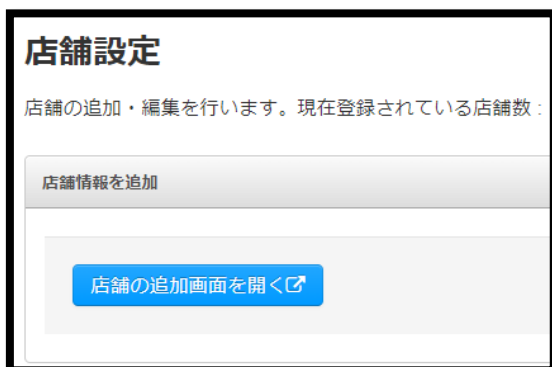 店舗設定
店舗の追加・編集を行います。現在登録されている店舗数 :
店舗情報を追加
店舗の追加画面を開く